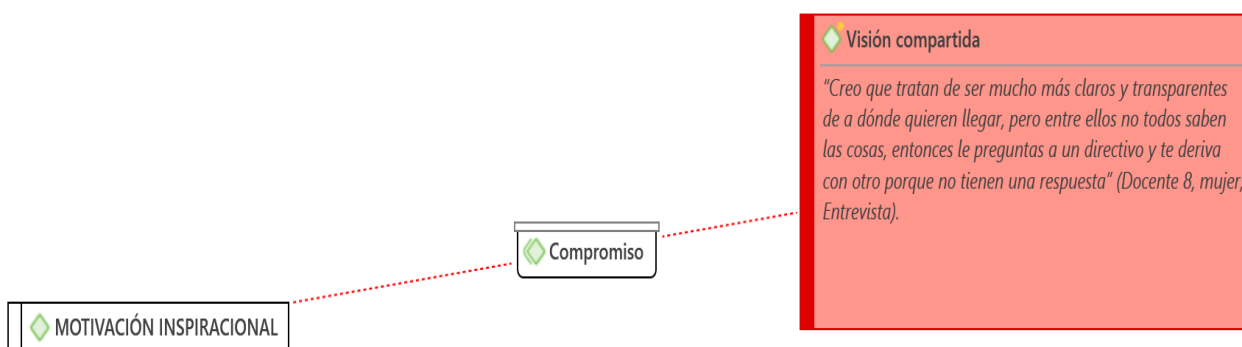 Visión compartida
"Creo que tratan de ser mucho más claros y transparentes
de a dónde quieren llegar, pero entre ellos no todos saben
las cosas, entonces le preguntas a un directivo y te deriva
con otro porque no tienen una respuesta" (Docente 8, mujer,
Entrevista).
Compromiso
MOTIVACIÓN INSPIRACIONAL